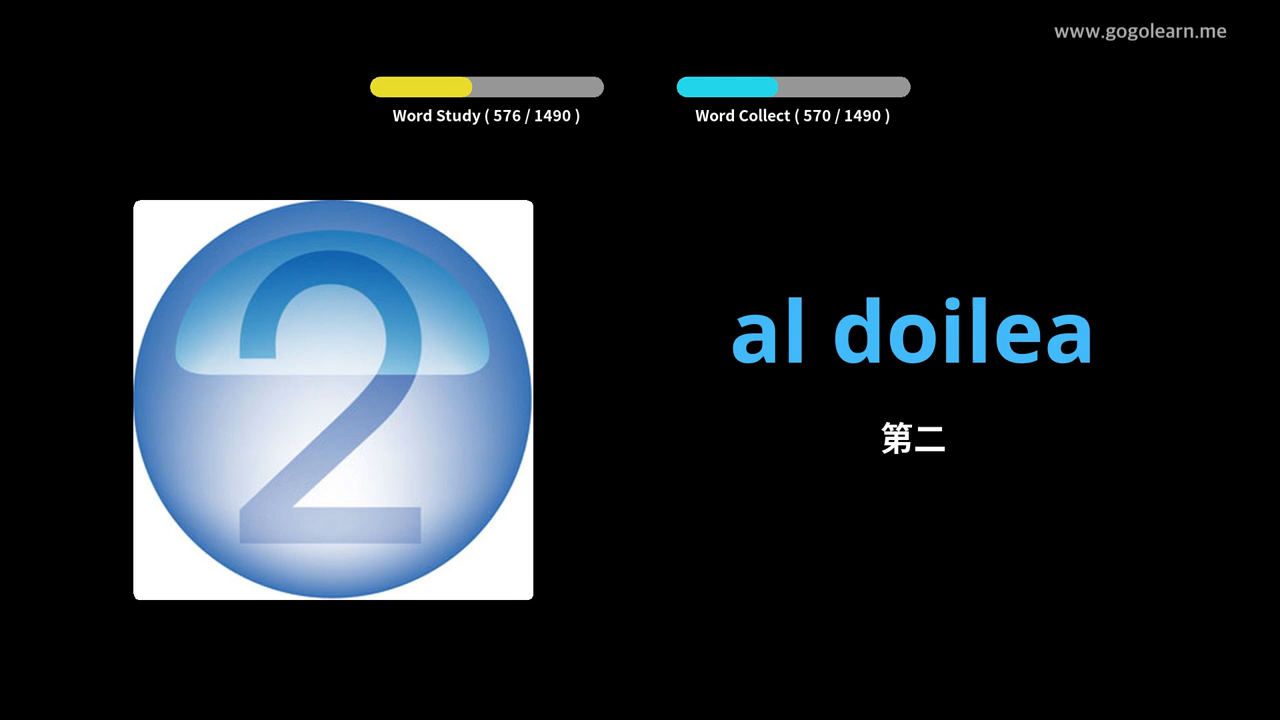 www.gogolearn.me
Word Study ( 576 / 1490 )
Word Collect ( 570 / 1490 )
2
al doilea
第二